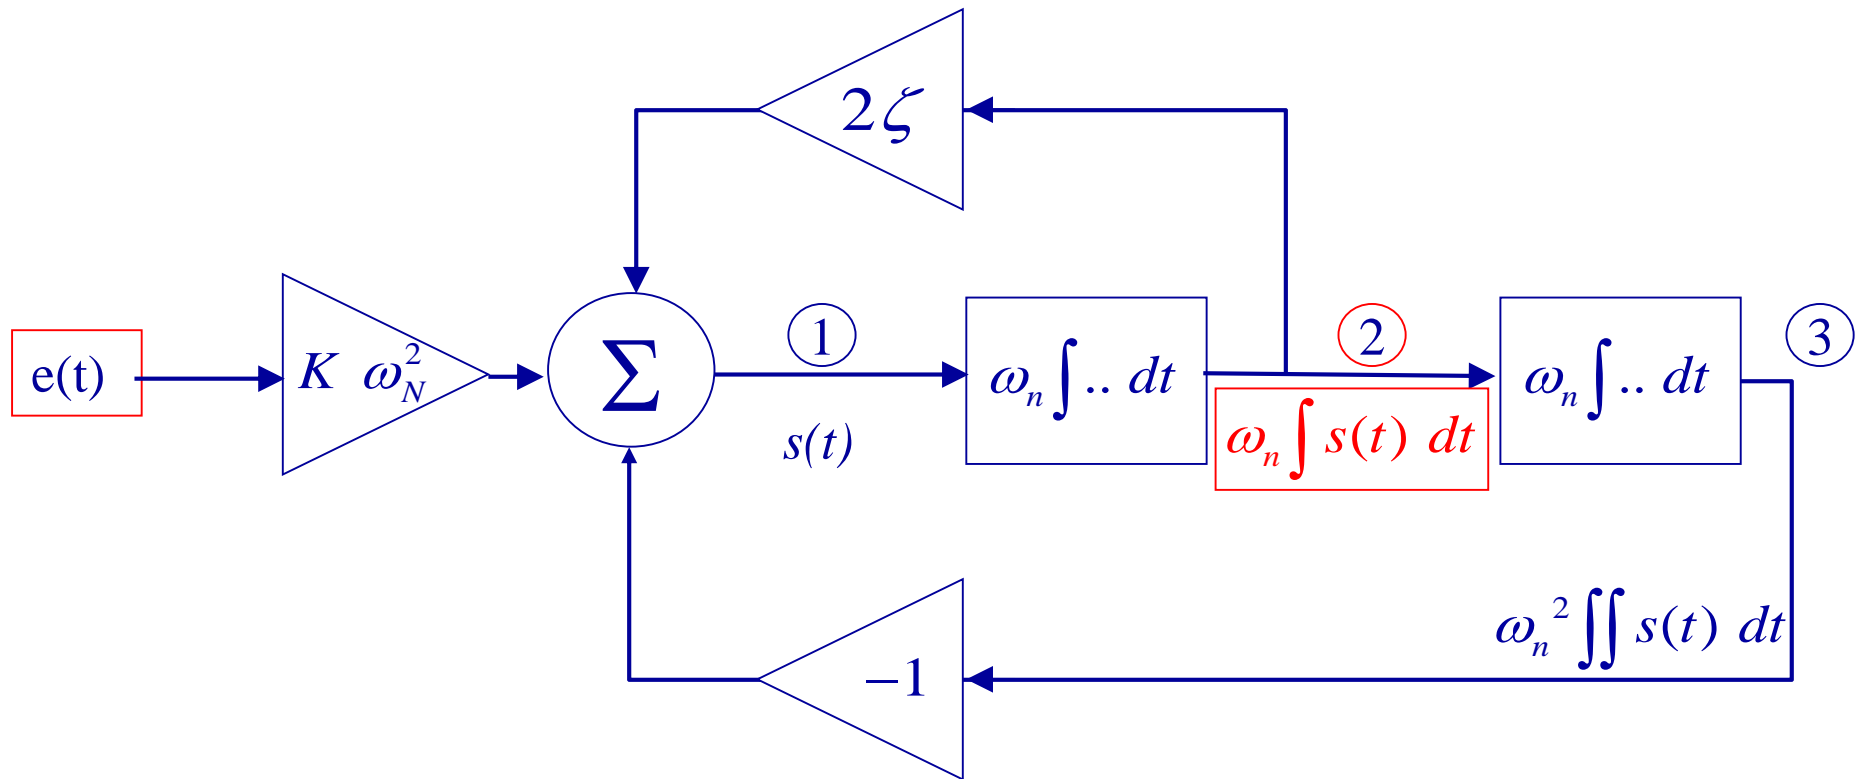 2ζ
e(t)
K ω_N^2
Σ
1
s(t)
ω_n ∫ .. dt
2
ω_n ∫ s(t) dt
ω_n ∫ .. dt
3
ω_n^2 ∬ s(t) dt
−1